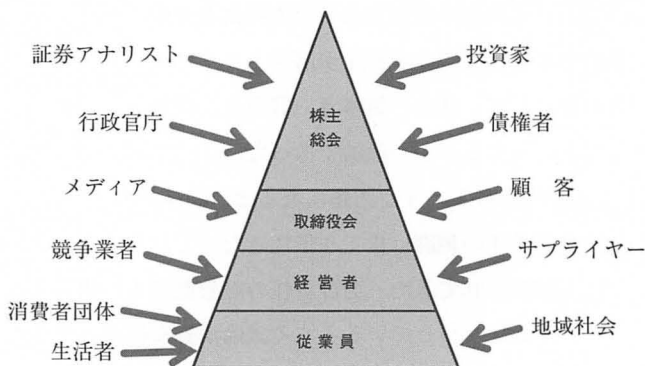 証券アナリスト
投資家
行政官庁
株主
総会
債権者
メディア
顧 客
取締役会
競争業者
サプライヤー
経 営 者
消費者団体
従 業 員
地域社会
生活者